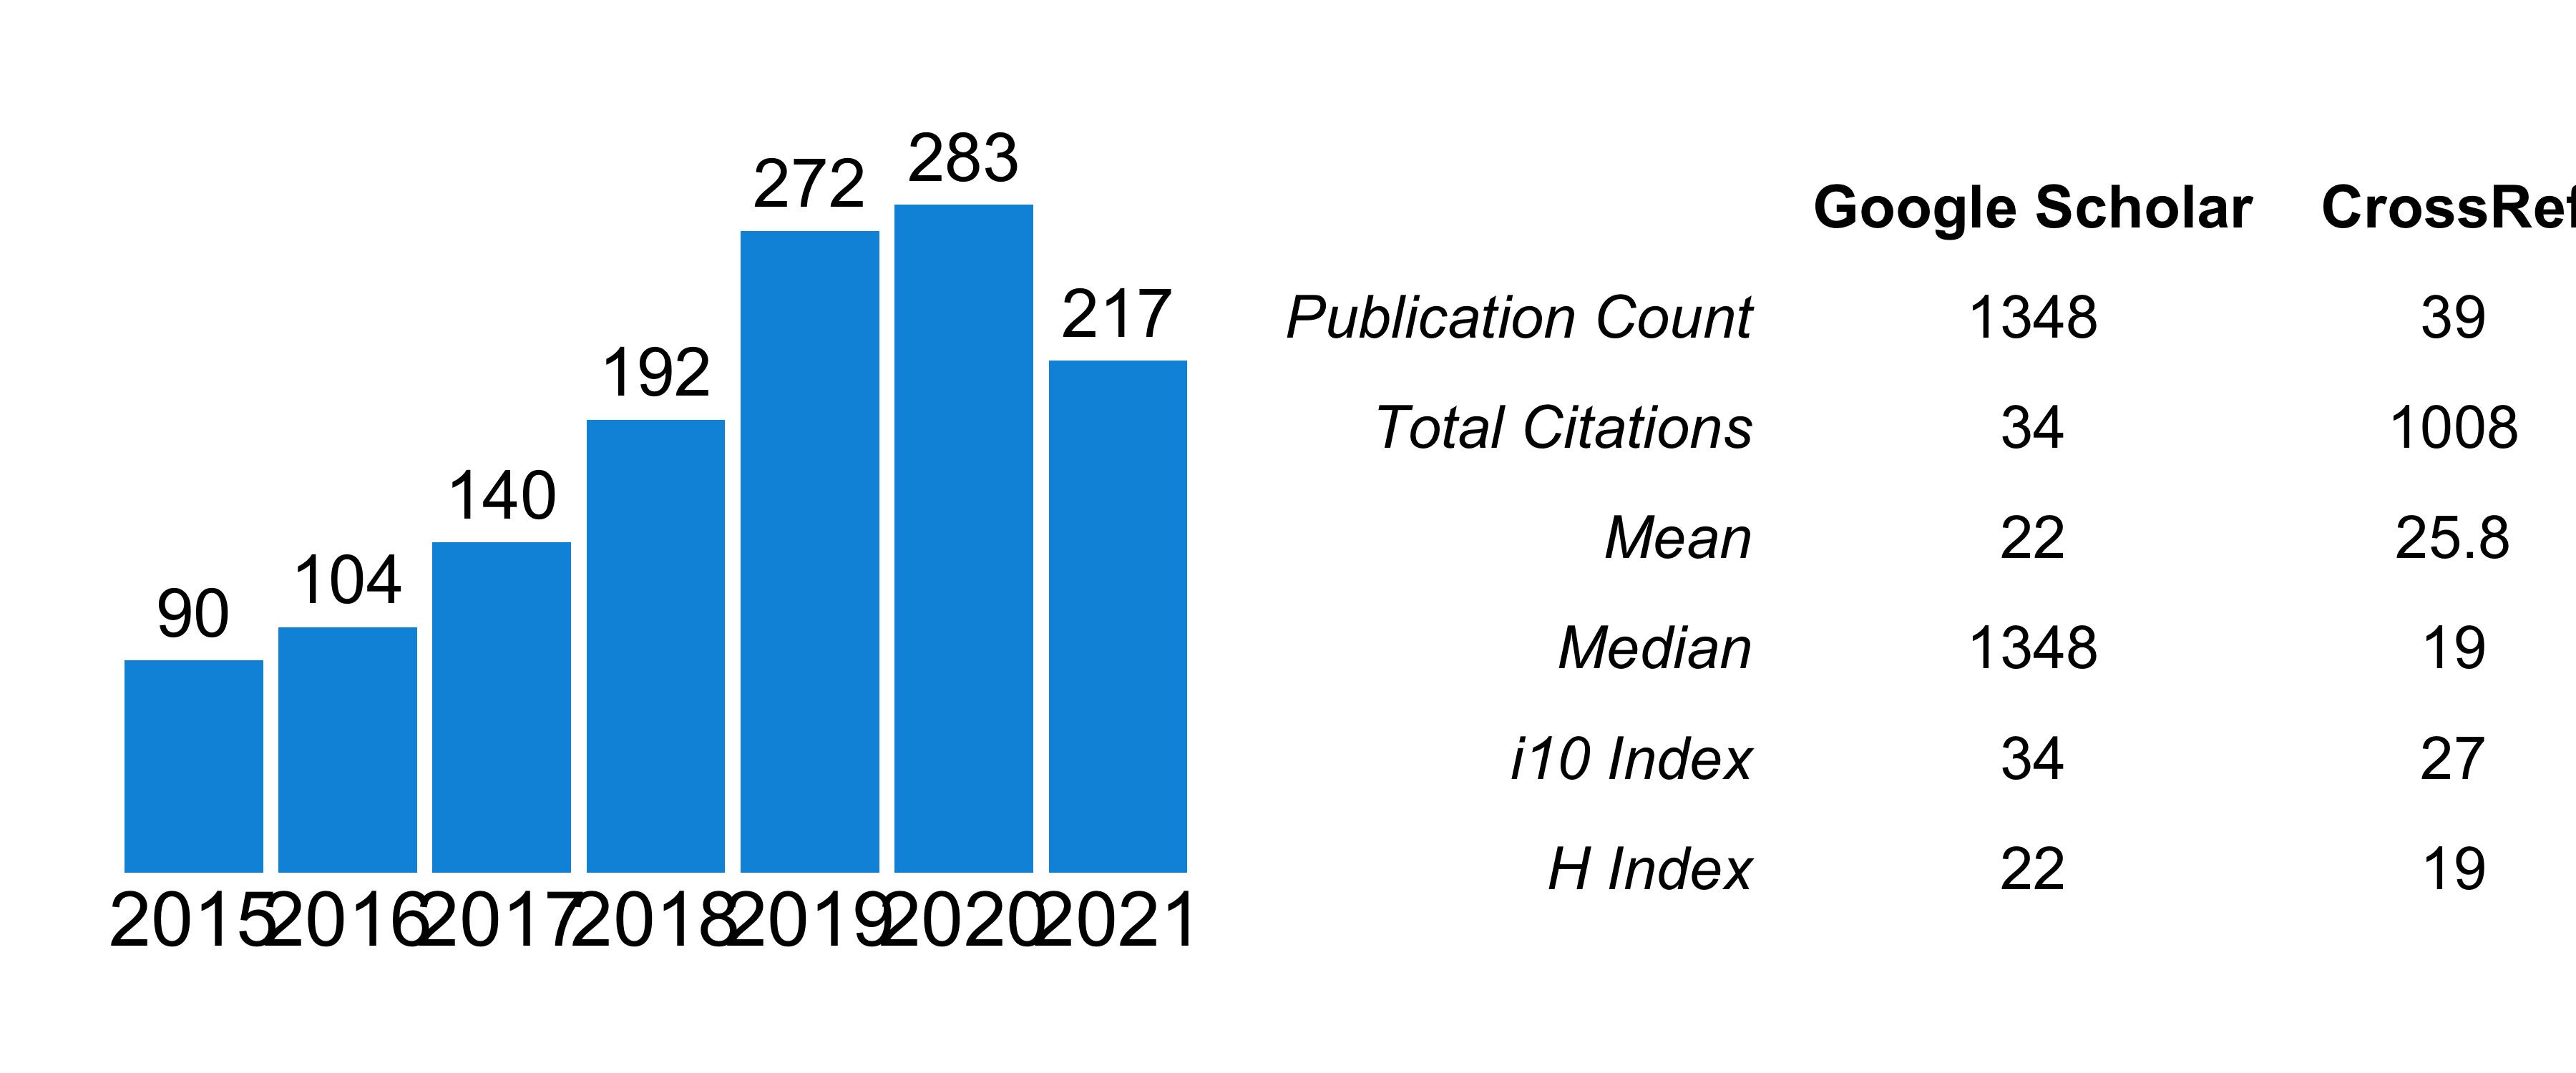 283
272
217
192
140
104
90
2015 2016 2017 2018 2019 2020 2021
Google Scholar CrossRef
Publication Count 1348 39
Total Citations 34 1008
Mean 22 25.8
Median 1348 19
i10 Index 34 27
H Index 22 19